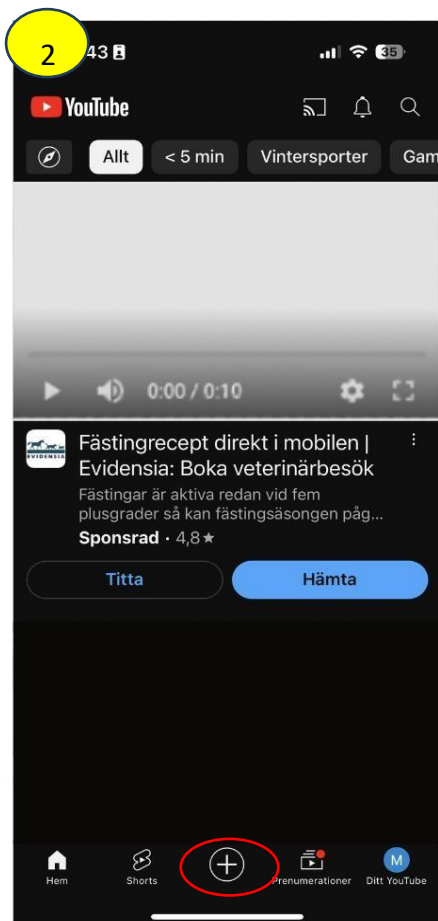 2
43
35
YouTube
Allt
< 5 min
Vintersporter
Gam
0:00 / 0:10
EVIDENSIA
Fästingrecept direkt i mobilen |
Evidensia: Boka veterinärbesök
Fästingar är aktiva redan vid fem
plusgrader så kan fästingsäsongen påg...
Sponsrad · 4,8★
Titta
Hämta
Hem
Shorts
Prenumerationer
M
Ditt YouTube